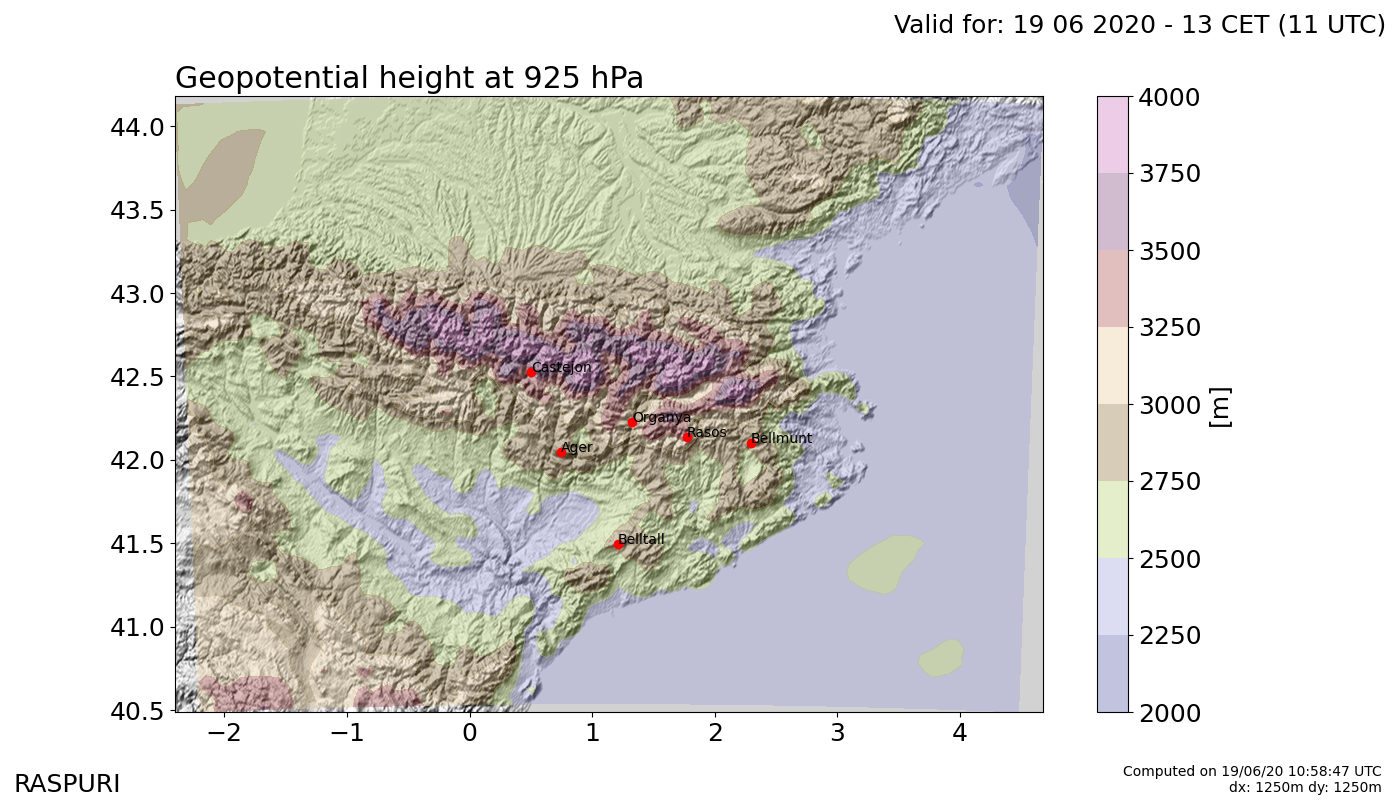 Valid for: 19 06 2020 - 13 CET (11 UTC)
Geopotential height at 925 hPa
44.0
43.5
43.0
42.5
42.0
41.5
41.0
40.5
−2
−1
0
1
2
3
4
Castejon
Organya
Rasos
Bellmunt
Ager
Belltall
4000
3750
3500
3250
3000
2750
2500
2250
2000
[m]
RASPURI
Computed on 19/06/20 10:58:47 UTC
dx: 1250m dy: 1250m